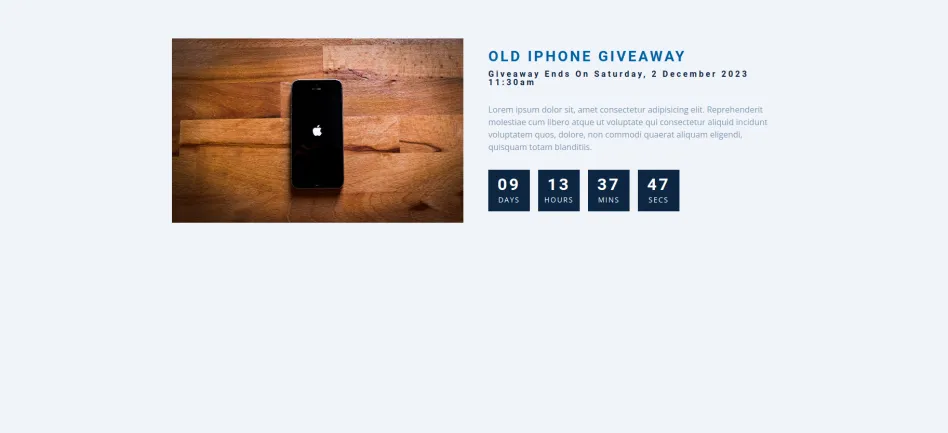 OLD IPHONE GIVEAWAY
Giveaway Ends On Saturday, 2 December 2023
11:30am
Lorem ipsum dolor sit, amet consectetur adipisicing elit. Reprehenderit
molestiae cum libero atque ut voluptate qui consectetur aliquid incidunt
voluptatem quos, dolore, non commodi quaerat aliquam eligendi,
quisquam totam blanditiis.
09 13 37 47
DAYS HOURS MINS SECS